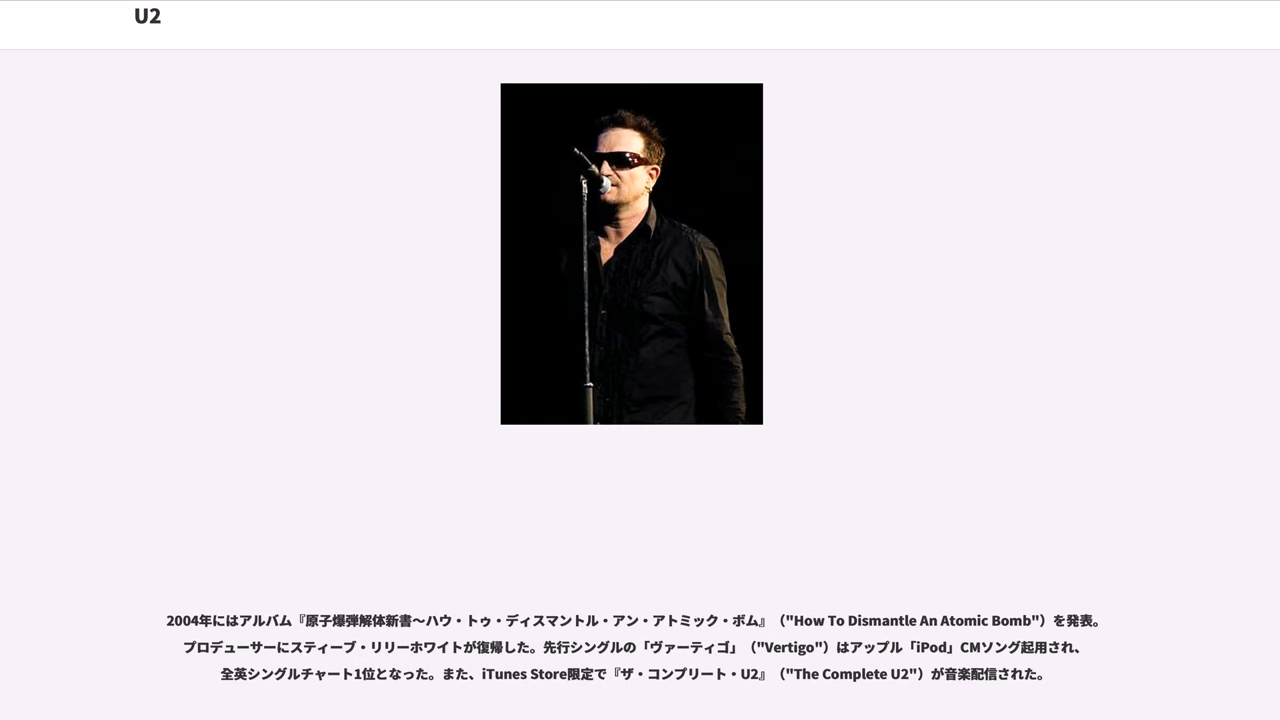 U2
2004年にはアルバム『原子爆弾解体新書〜ハウ・トゥ・ディスマントル・アン・アトミック・ボム』（"How To Dismantle An Atomic Bomb"）を発表。
プロデューサーにスティーブ・リリーホワイトが復帰した。先行シングルの「ヴァーティゴ」（"Vertigo"）はアップル「iPod」CMソング起用され、
全英シングルチャート1位となった。また、iTunes Store限定で『ザ・コンプリート・U2』（"The Complete U2"）が音楽配信された。